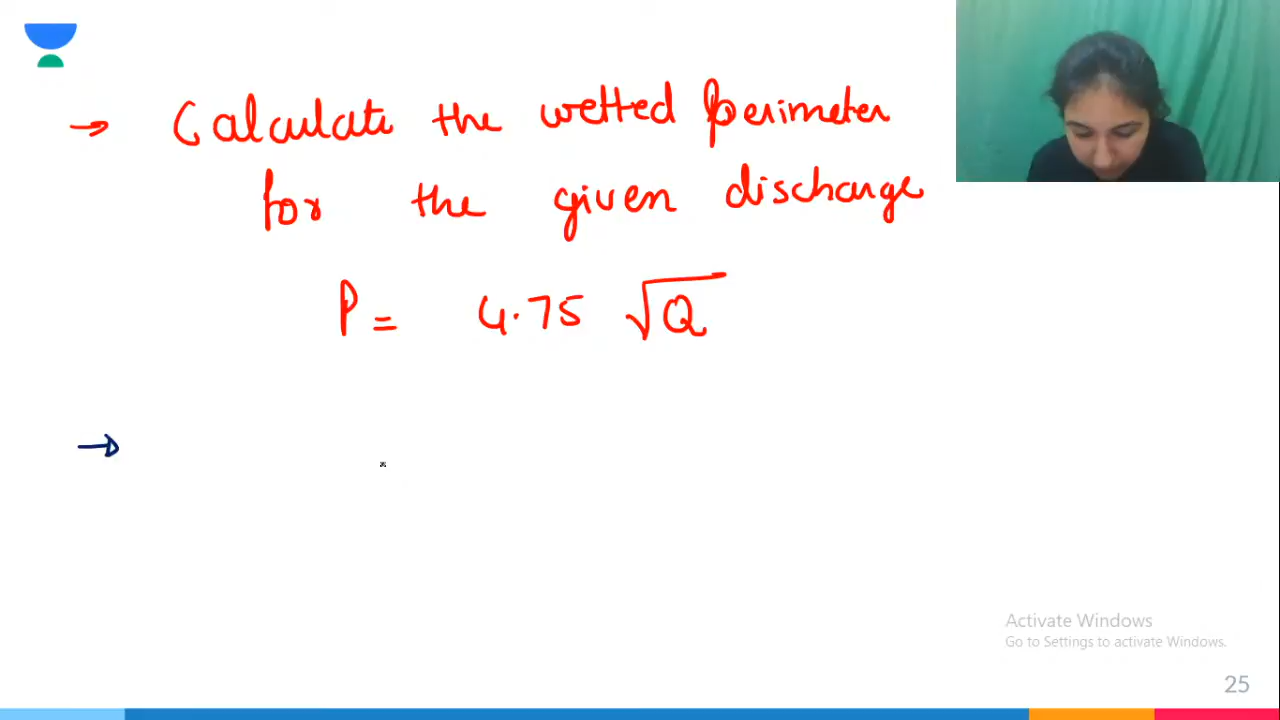 → Calculate the wetted perimeter
for the given discharge
P = 4.75 √Q
→
Activate Windows
Go to Settings to activate Windows.
25